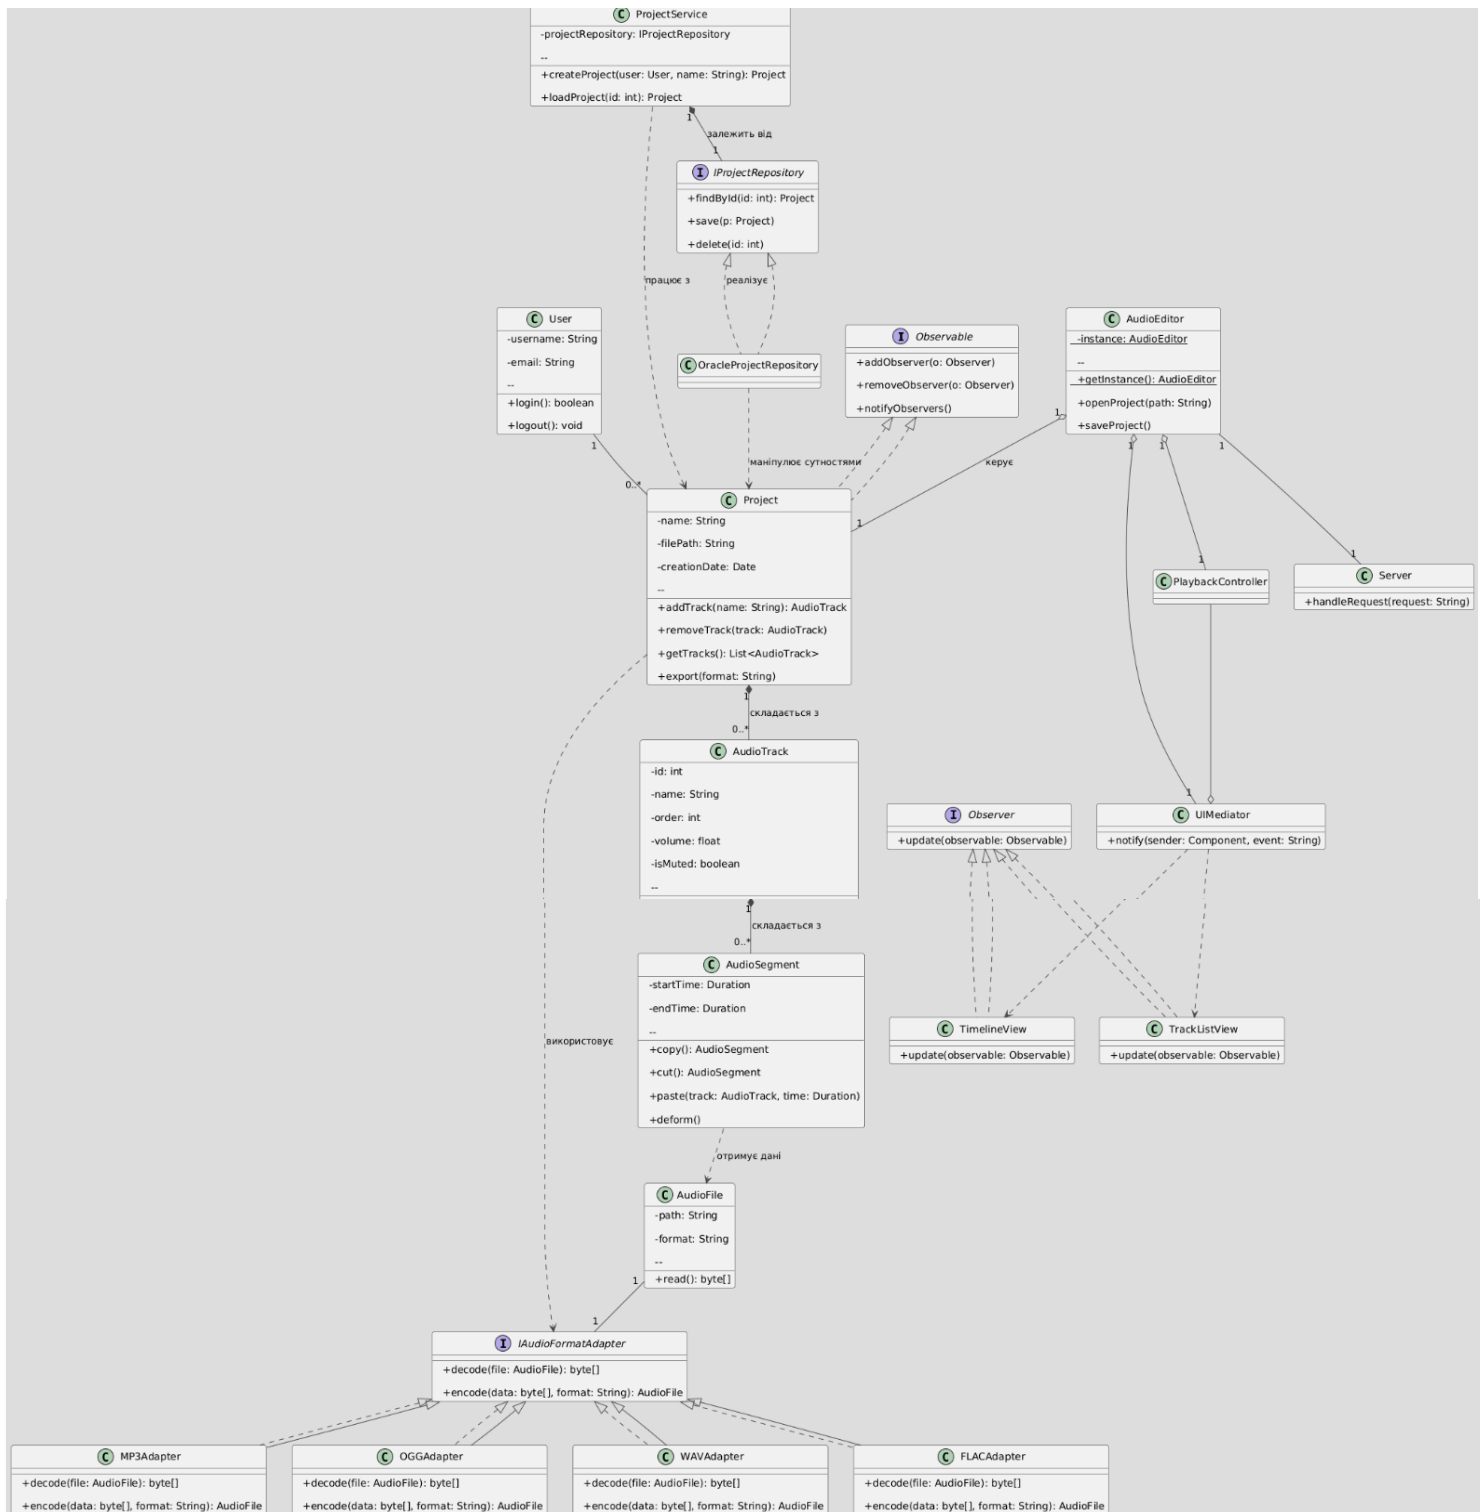 C ProjectService
-projectRepository: IProjectRepository
--
+createProject(user: User, name: String): Project
+loadProject(id: int): Project
1
залежить від
1
I IProjectRepository
+findById(id: int): Project
+save(p: Project)
+delete(id: int)
працює з
реалізує
C User
-username: String
-email: String
--
+login(): boolean
+logout(): void
C OracleProjectRepository
I Observable
+addObserver(o: Observer)
+removeObserver(o: Observer)
+notifyObservers()
C AudioEditor
-instance: AudioEditor
--
+getInstance(): AudioEditor
+openProject(path: String)
+saveProject()
1
1
1
1
1
маніпулює сутностями
керує
0..*
1
1
1
C Project
-name: String
-filePath: String
-creationDate: Date
--
+addTrack(name: String): AudioTrack
+removeTrack(track: AudioTrack)
+getTracks(): List<AudioTrack>
+export(format: String)
C PlaybackController
C Server
+handleRequest(request: String)
1
складається з
0..*
1
C AudioTrack
-id: int
-name: String
-order: int
-volume: float
-isMuted: boolean
--
I Observer
+update(observable: Observable)
C UIMediator
+notify(sender: Component, event: String)
1
складається з
0..*
C AudioSegment
-startTime: Duration
-endTime: Duration
--
+copy(): AudioSegment
+cut(): AudioSegment
+paste(track: AudioTrack, time: Duration)
+deform()
C TimelineView
+update(observable: Observable)
C TrackListView
+update(observable: Observable)
використовує
отримує дані
C AudioFile
-path: String
-format: String
--
+read(): byte[]
1
1
I IAudioFormatAdapter
+decode(file: AudioFile): byte[]
+encode(data: byte[], format: String): AudioFile
C MP3Adapter
+decode(file: AudioFile): byte[]
+encode(data: byte[], format: String): AudioFile
C OGGAdapter
+decode(file: AudioFile): byte[]
+encode(data: byte[], format: String): AudioFile
C WAVAdapter
+decode(file: AudioFile): byte[]
+encode(data: byte[], format: String): AudioFile
C FLACAdapter
+decode(file: AudioFile): byte[]
+encode(data: byte[], format: String): AudioFile